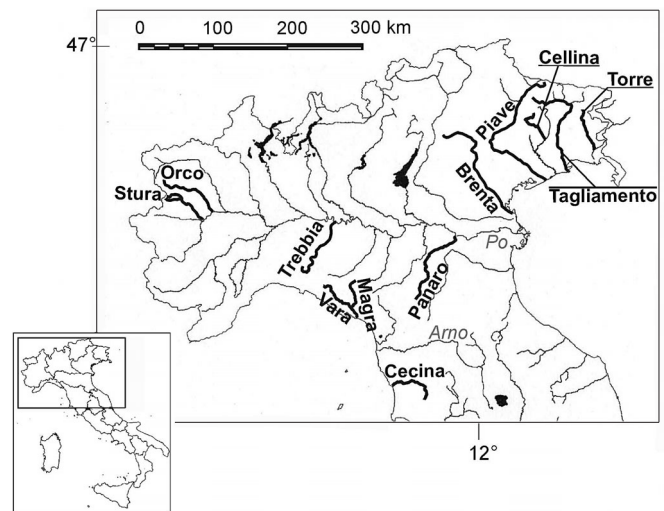 0 100 200 300 km
47°
Cellina
Torre
Piave
Orco
Stura
Brenta
Tagliamento
Trebbia
Po
Vara
Magra
Panaro
Arno
Cecina
12°